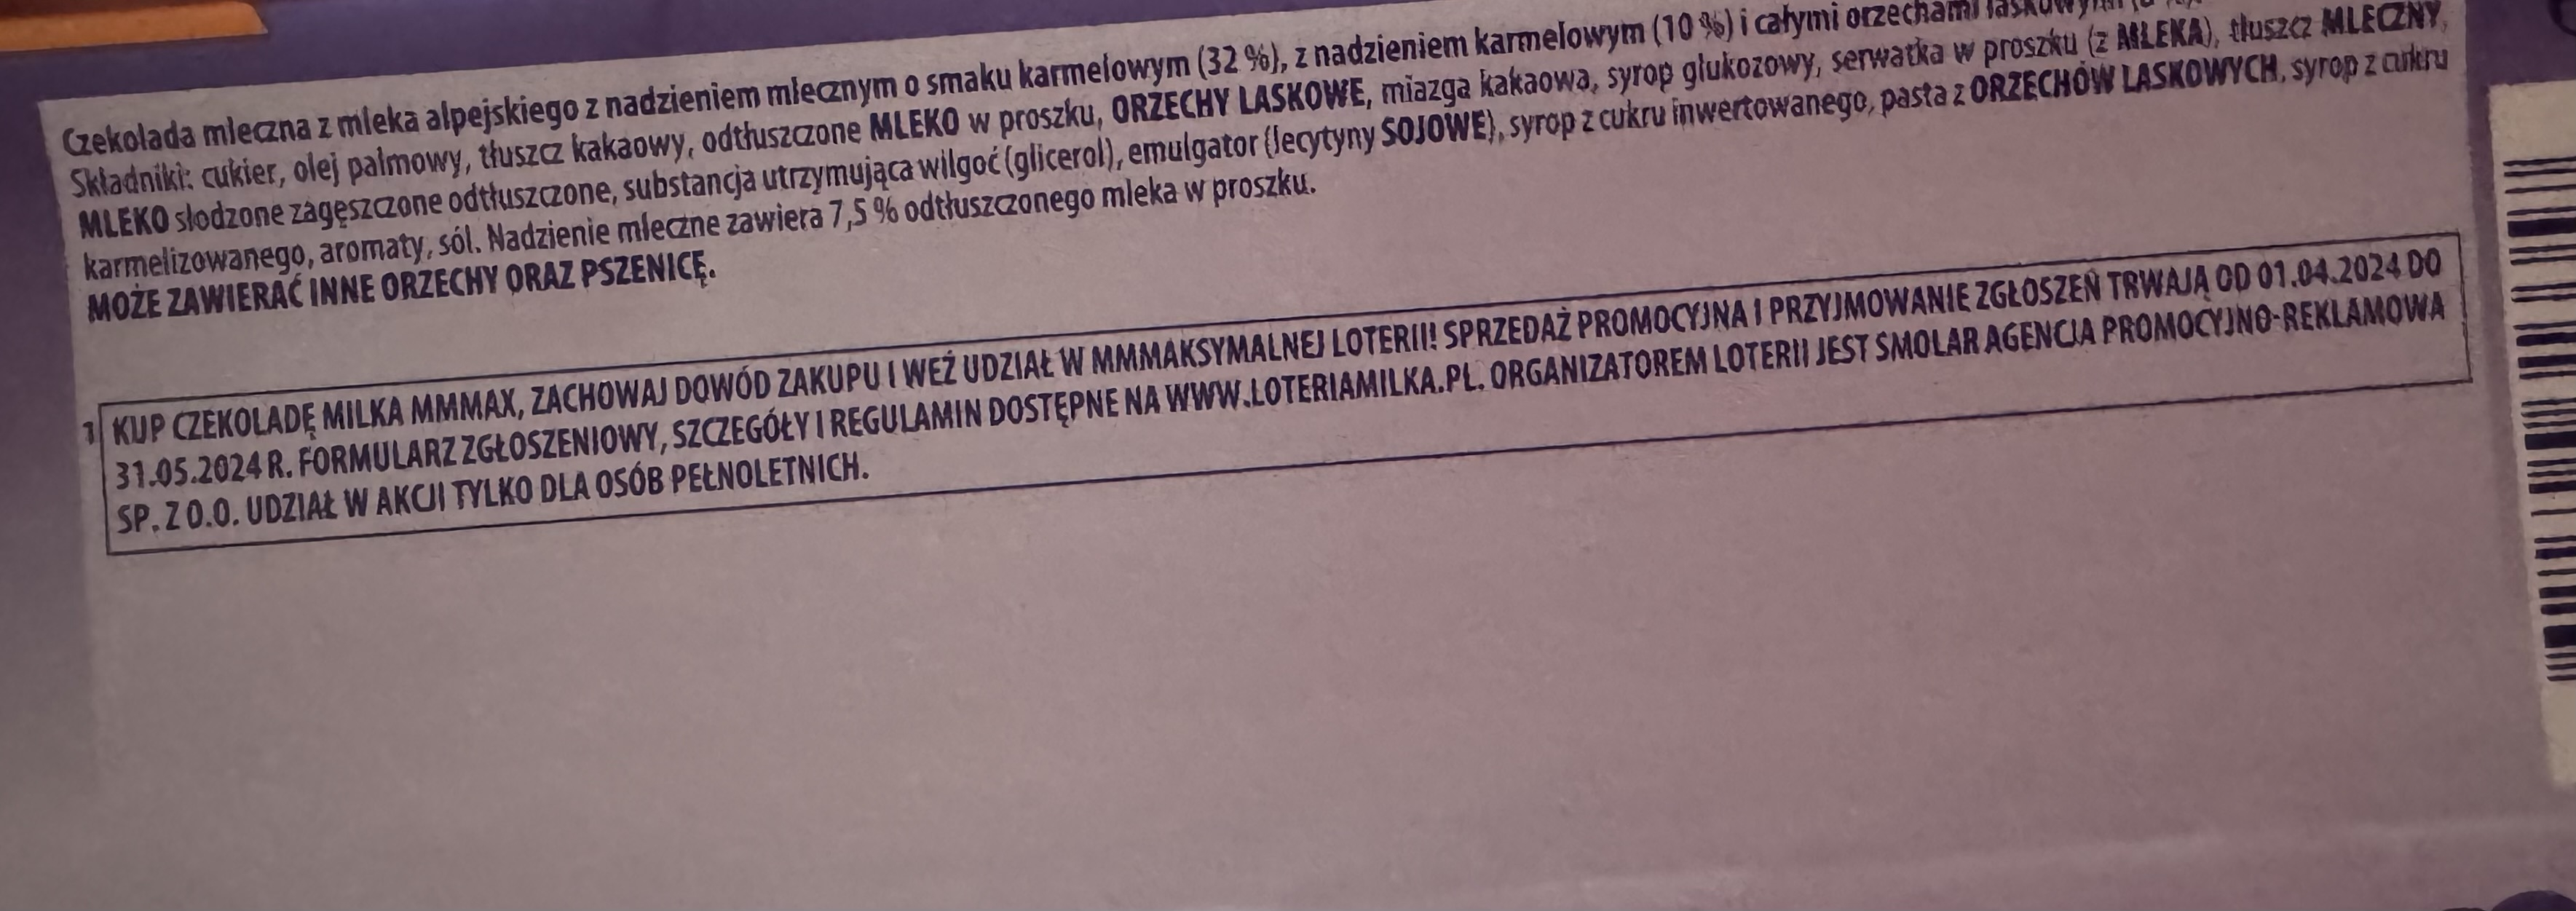 Czekolada mleczna z mleka alpejskiego z nadzieniem mlecznym o smaku karmelowym (32 %), z nadzieniem karmelowym (10 %) i całymi orzechami laskowymi
Składniki: cukier, olej palmowy, tłuszcz kakaowy, odtłuszczone MLEKO w proszku, ORZECHY LASKOWE, miazga kakaowa, syrop glukozowy, serwatka w proszku (z MLEKA), tłuszcz MLECZNY,
MLEKO słodzone zagęszczone odtłuszczone, substancja utrzymująca wilgoć (glicerol), emulgator (lecytyny SOJOWE), syrop z cukru inwertowanego, pasta z ORZECHÓW LASKOWYCH, syrop z cukru
karmelizowanego, aromaty, sól. Nadzienie mleczne zawiera 7,5 % odtłuszczonego mleka w proszku.
MOŻE ZAWIERAĆ INNE ORZECHY ORAZ PSZENICĘ.
1 KUP CZEKOLADĘ MILKA MMMAX, ZACHOWAJ DOWÓD ZAKUPU I WEŹ UDZIAŁ W MMMAKSYMALNEJ LOTERII! SPRZEDAŻ PROMOCYJNA I PRZYJMOWANIE ZGŁOSZEŃ TRWAJĄ OD 01.04.2024 DO
31.05.2024 R. FORMULARZ ZGŁOSZENIOWY, SZCZEGÓŁY I REGULAMIN DOSTĘPNE NA WWW.LOTERIAMILKA.PL. ORGANIZATOREM LOTERII JEST SMOLAR AGENCJA PROMOCYJNO-REKLAMOWA
SP. Z O.O. UDZIAŁ W AKCJI TYLKO DLA OSÓB PEŁNOLETNICH.